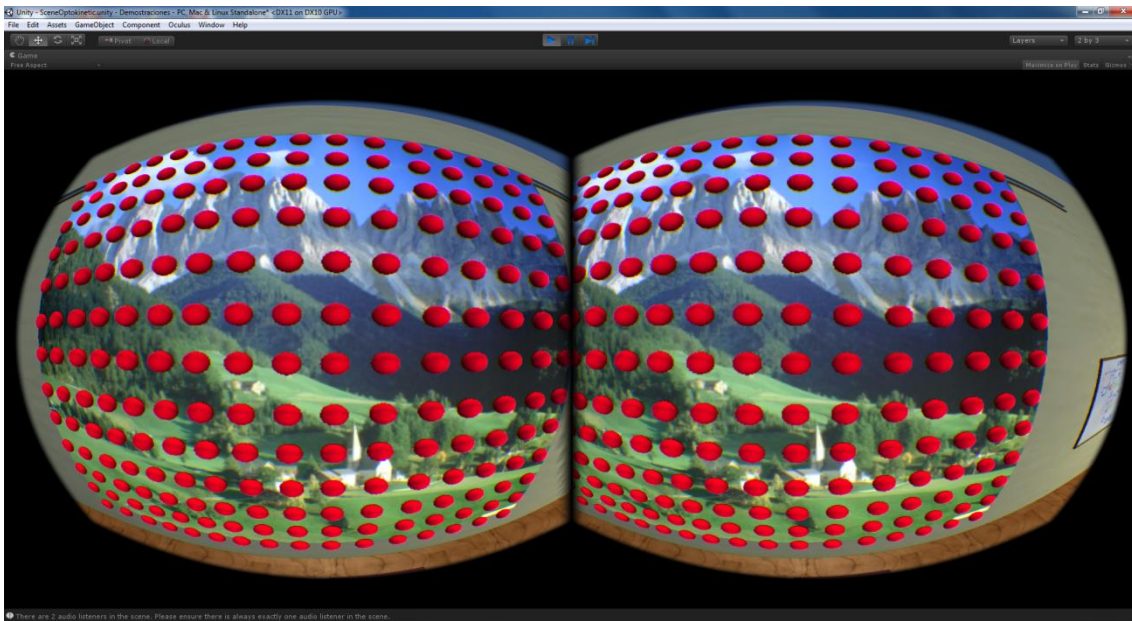 Unity - SceneOptokinetic.unity - Demostraciones - PC, Mac & Linux Standalone* <DX11 on DX10 GPU>
File Edit Assets GameObject Component Oculus Window Help
Pivot Local Layers 2 by 3
Game
Free Aspect Maximize on Play Stats Gizmos
There are 2 audio listeners in the scene. Please ensure there is always exactly one audio listener in the scene.